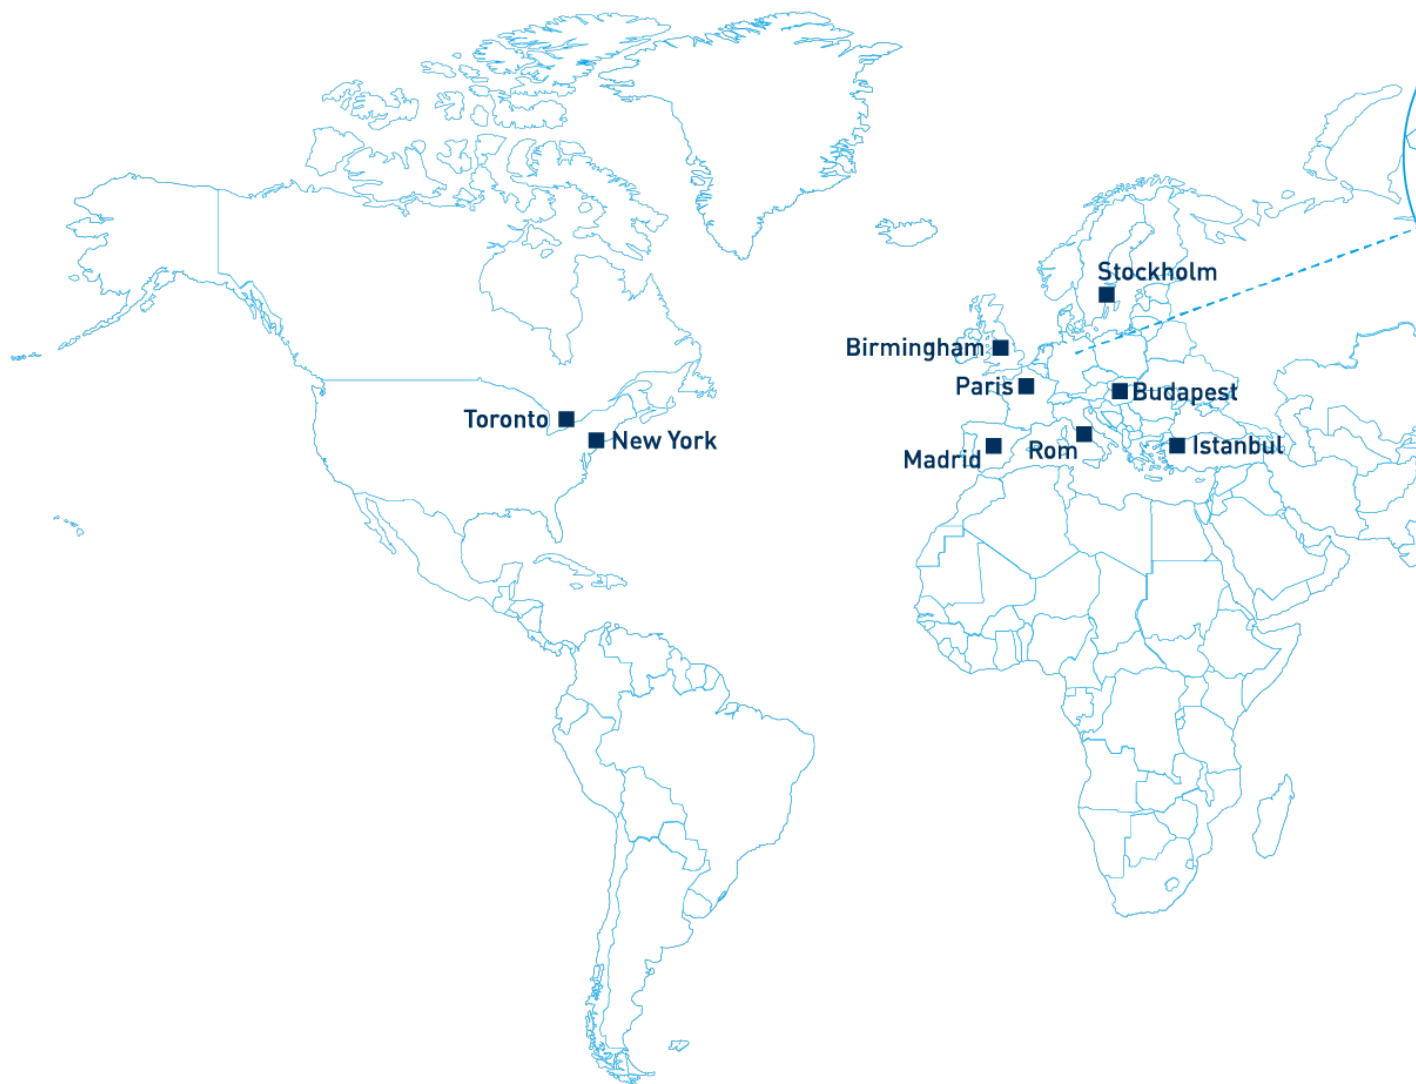 Stockholm
Birmingham
Paris
Budapest
Toronto
New York
Madrid
Rom
Istanbul